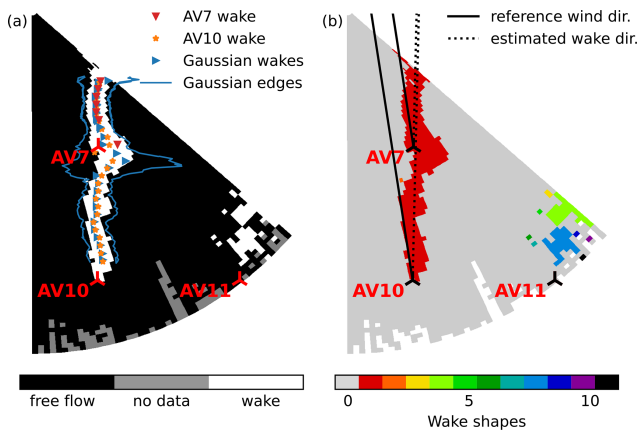 (a)
AV7 wake
AV10 wake
Gaussian wakes
Gaussian edges
AV7
AV10
AV11
free flow
no data
wake
(b)
reference wind dir.
estimated wake dir.
AV7
AV10
AV11
0
5
10
Wake shapes